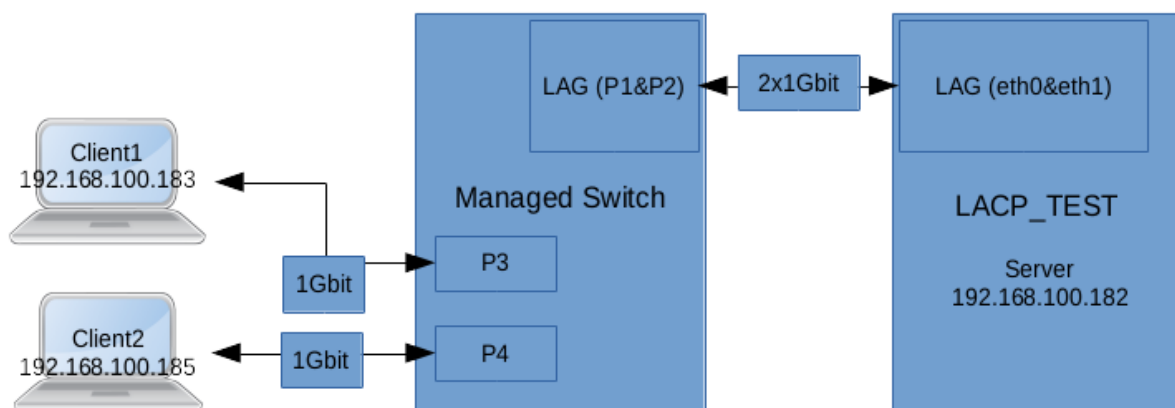 LAG (P1&P2)
2x1Gbit
LAG (eth0&eth1)
Client1
192.168.100.183
Managed Switch
LACP_TEST
P3
1Gbit
Server
192.168.100.182
Client2
192.168.100.185
1Gbit
P4